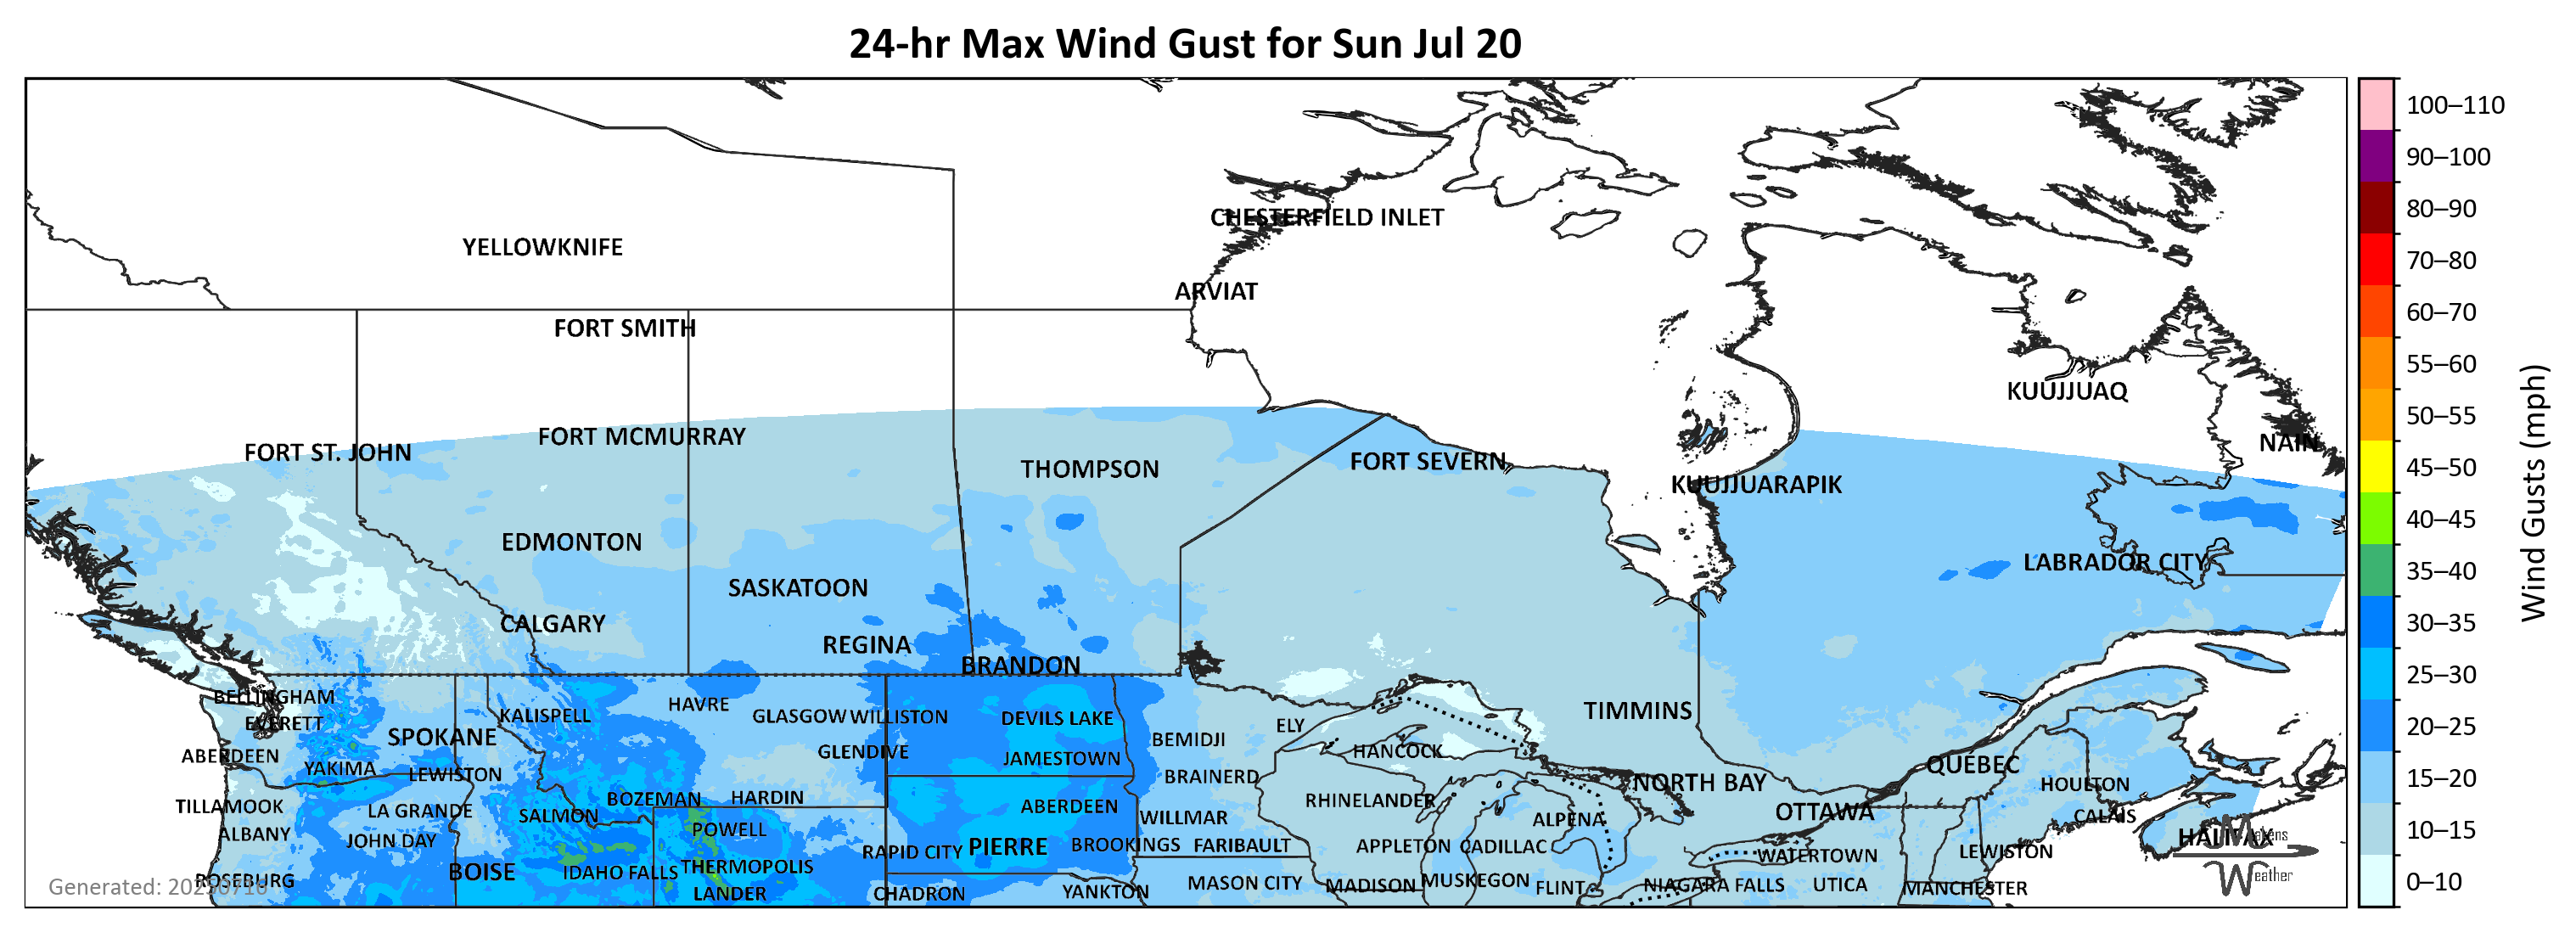 24-hr Max Wind Gust for Sun Jul 20
100–110
90–100
80–90
70–80
60–70
55–60
50–55
45–50
40–45
35–40
30–35
25–30
20–25
15–20
10–15
0–10
Wind Gusts (mph)
CHESTERFIELD INLET
YELLOWKNIFE
ARVIAT
FORT SMITH
KUUJJUAQ
FORT MCMURRAY
NAIN
FORT ST. JOHN
FORT SEVERN
THOMPSON
KUUJJUARAPIK
EDMONTON
LABRADOR CITY
SASKATOON
CALGARY
REGINA
BRANDON
BELLINGHAM
HAVRE
TIMMINS
KALISPELL
GLASGOW
WILLISTON
DEVILS LAKE
EVERETT
ELY
SPOKANE
BEMIDJI
HANCOCK
GLENDIVE
ABERDEEN
JAMESTOWN
QUÉBEC
YAKIMA
LEWISTON
BRAINERD
NORTH BAY
HOULTON
BOZEMAN
HARDIN
RHINELANDER
TILLAMOOK
ABERDEEN
LA GRANDE
SALMON
WILLMAR
ALPENA
OTTAWA
CALAIS
POWELL
ALBANY
HALIFAX
JOHN DAY
RAPID CITY
PIERRE
BROOKINGS
FARIBAULT
APPLETON
CADILLAC
LEWISTON
WATERTOWN
BOISE
IDAHO FALLS
THERMOPOLIS
ROSEBURG
MASON CITY
MADISON
MUSKEGON
FLINT
NIAGARA FALLS
UTICA
MANCHESTER
LANDER
CHADRON
YANKTON
Makens
Weather
Generated: 20250716